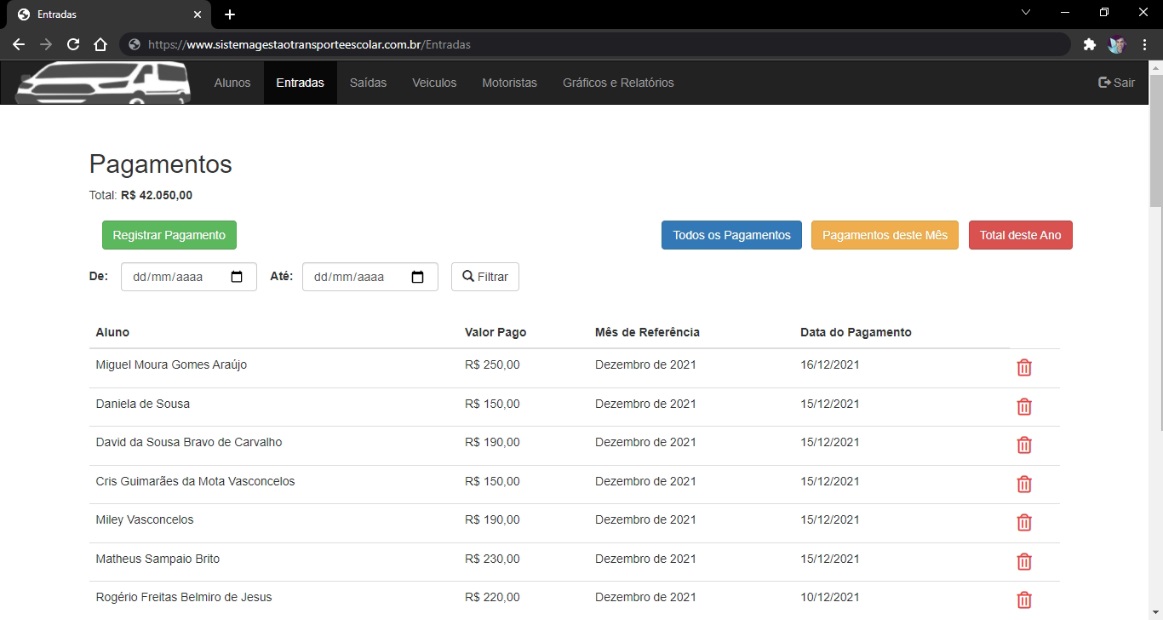 Entradas
https://www.sistemagestaotransporteescolar.com.br/Entradas
Alunos Entradas Saídas Veiculos Motoristas Gráficos e Relatórios Sair
Pagamentos
Total: R$ 42.050,00
Registrar Pagamento Todos os Pagamentos Pagamentos deste Mês Total deste Ano
De: dd/mm/aaaa Até: dd/mm/aaaa Filtrar
Aluno Valor Pago Mês de Referência Data do Pagamento
Miguel Moura Gomes Araújo R$ 250,00 Dezembro de 2021 16/12/2021
Daniela de Sousa R$ 150,00 Dezembro de 2021 15/12/2021
David da Sousa Bravo de Carvalho R$ 190,00 Dezembro de 2021 15/12/2021
Cris Guimarães da Mota Vasconcelos R$ 150,00 Dezembro de 2021 15/12/2021
Miley Vasconcelos R$ 190,00 Dezembro de 2021 15/12/2021
Matheus Sampaio Brito R$ 230,00 Dezembro de 2021 15/12/2021
Rogério Freitas Belmiro de Jesus R$ 220,00 Dezembro de 2021 10/12/2021